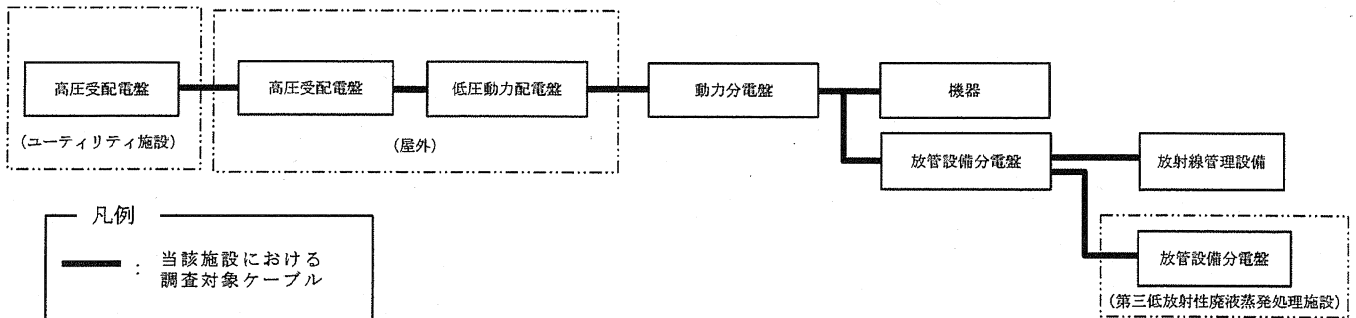 高圧受配電盤
(ユーティリティ施設)
高圧受配電盤
低圧動力配電盤
(屋外)
動力分電盤
機器
放管設備分電盤
放射線管理設備
放管設備分電盤
(第三低放射性廃液蒸発処理施設)
凡例
: 当該施設における
調査対象ケーブル